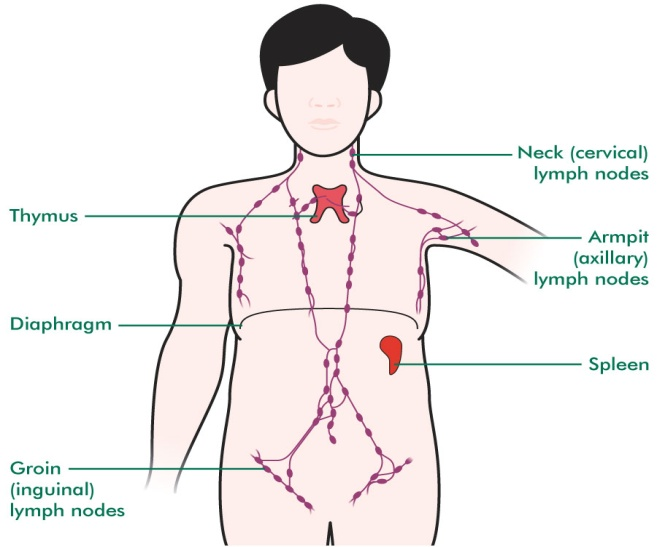 Neck (cervical)
lymph nodes
Thymus
Armpit
(axillary)
lymph nodes
Diaphragm
Spleen
Groin
(inguinal)
lymph nodes